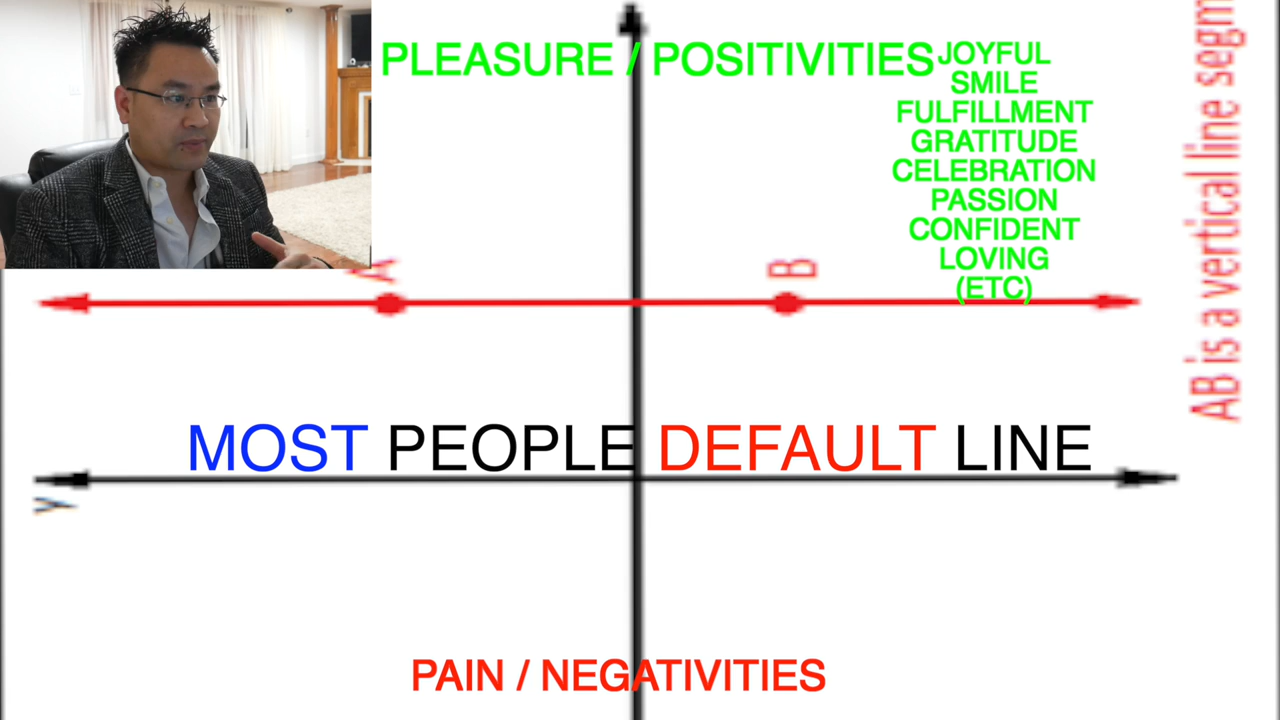 PLEASURE / POSITIVITIES
JOYFUL
SMILE
FULFILLMENT
GRATITUDE
CELEBRATION
PASSION
CONFIDENT
LOVING
(ETC)
A
B
AB is a vertical line segm
MOST PEOPLE DEFAULT LINE
y
PAIN / NEGATIVITIES